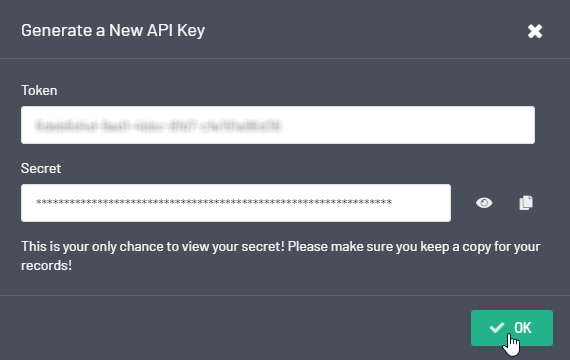 Generate a New API Key
Token
Secret
****************************************************************
This is your only chance to view your secret! Please make sure you keep a copy for your
records!
OK